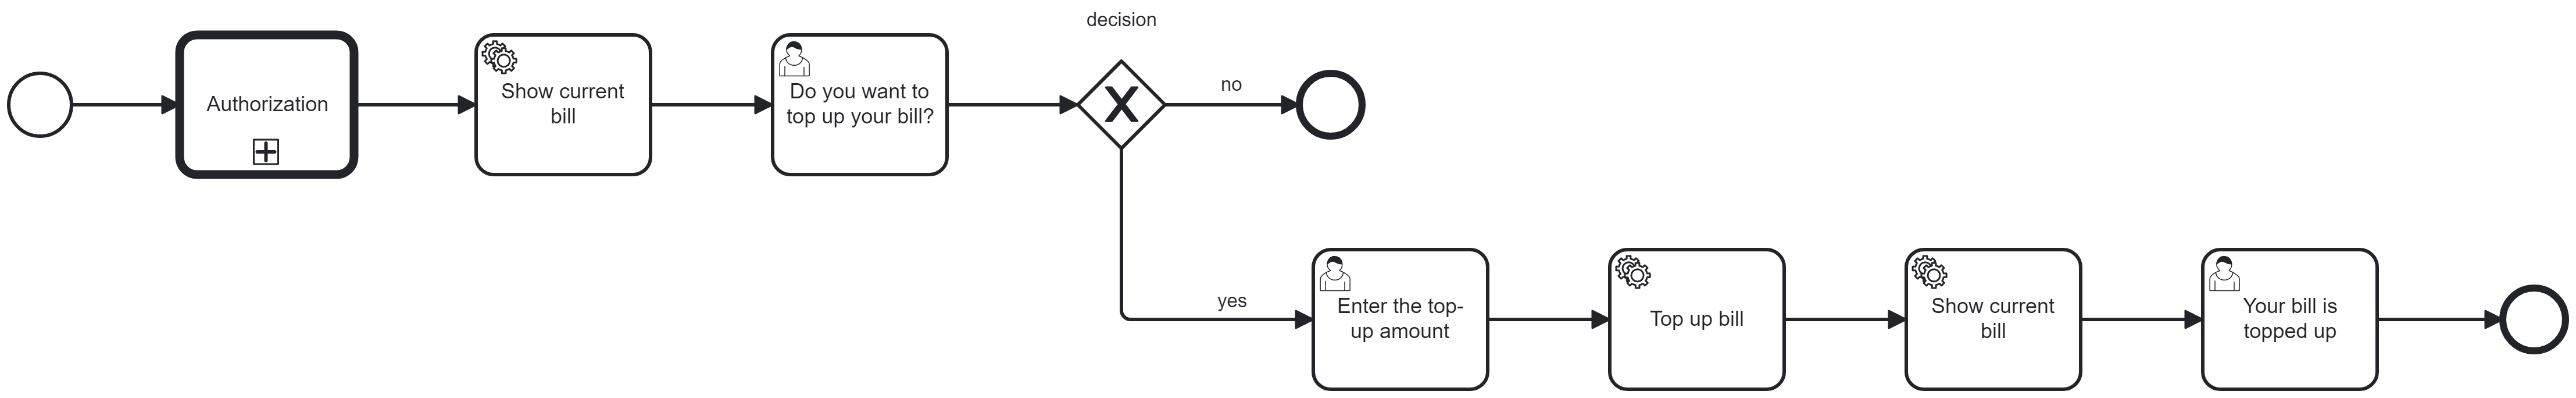 decision
Authorization
Show current
bill
Do you want to
top up your bill?
no
yes
Enter the top-
up amount
Top up bill
Show current
bill
Your bill is
topped up